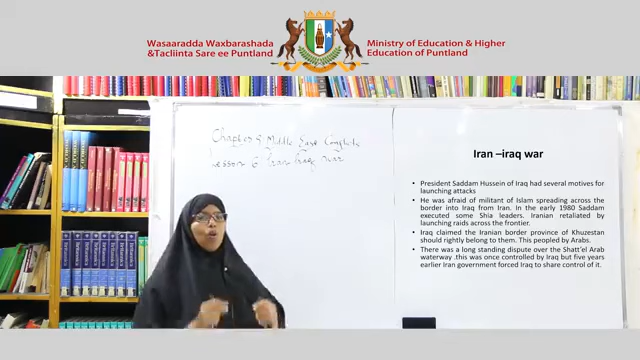 Wasaaradda Waxbarashada
&Tacliinta Sare ee Puntland
Ministry of Education & Higher
Education of Puntland
Chapter 5 Middle East Conflicts
Lesson 6 Iran Iraq war
Iran –iraq war
• President Saddam Hussein of Iraq had several motives for
launching attacks
• He was afraid of militant of Islam spreading across the
border into Iraq from Iran. In the early 1980 Saddam
executed some Shia leaders. Iranian retaliated by
launching raids across the frontier.
• Iraq claimed the Iranian border province of Khuzestan
should rightly belong to them. This peopled by Arabs.
• There was a long standing dispute over the Shatt'el Arab
waterway .this was once controlled by Iraq but five years
earlier Iran government forced Iraq to share control of it.